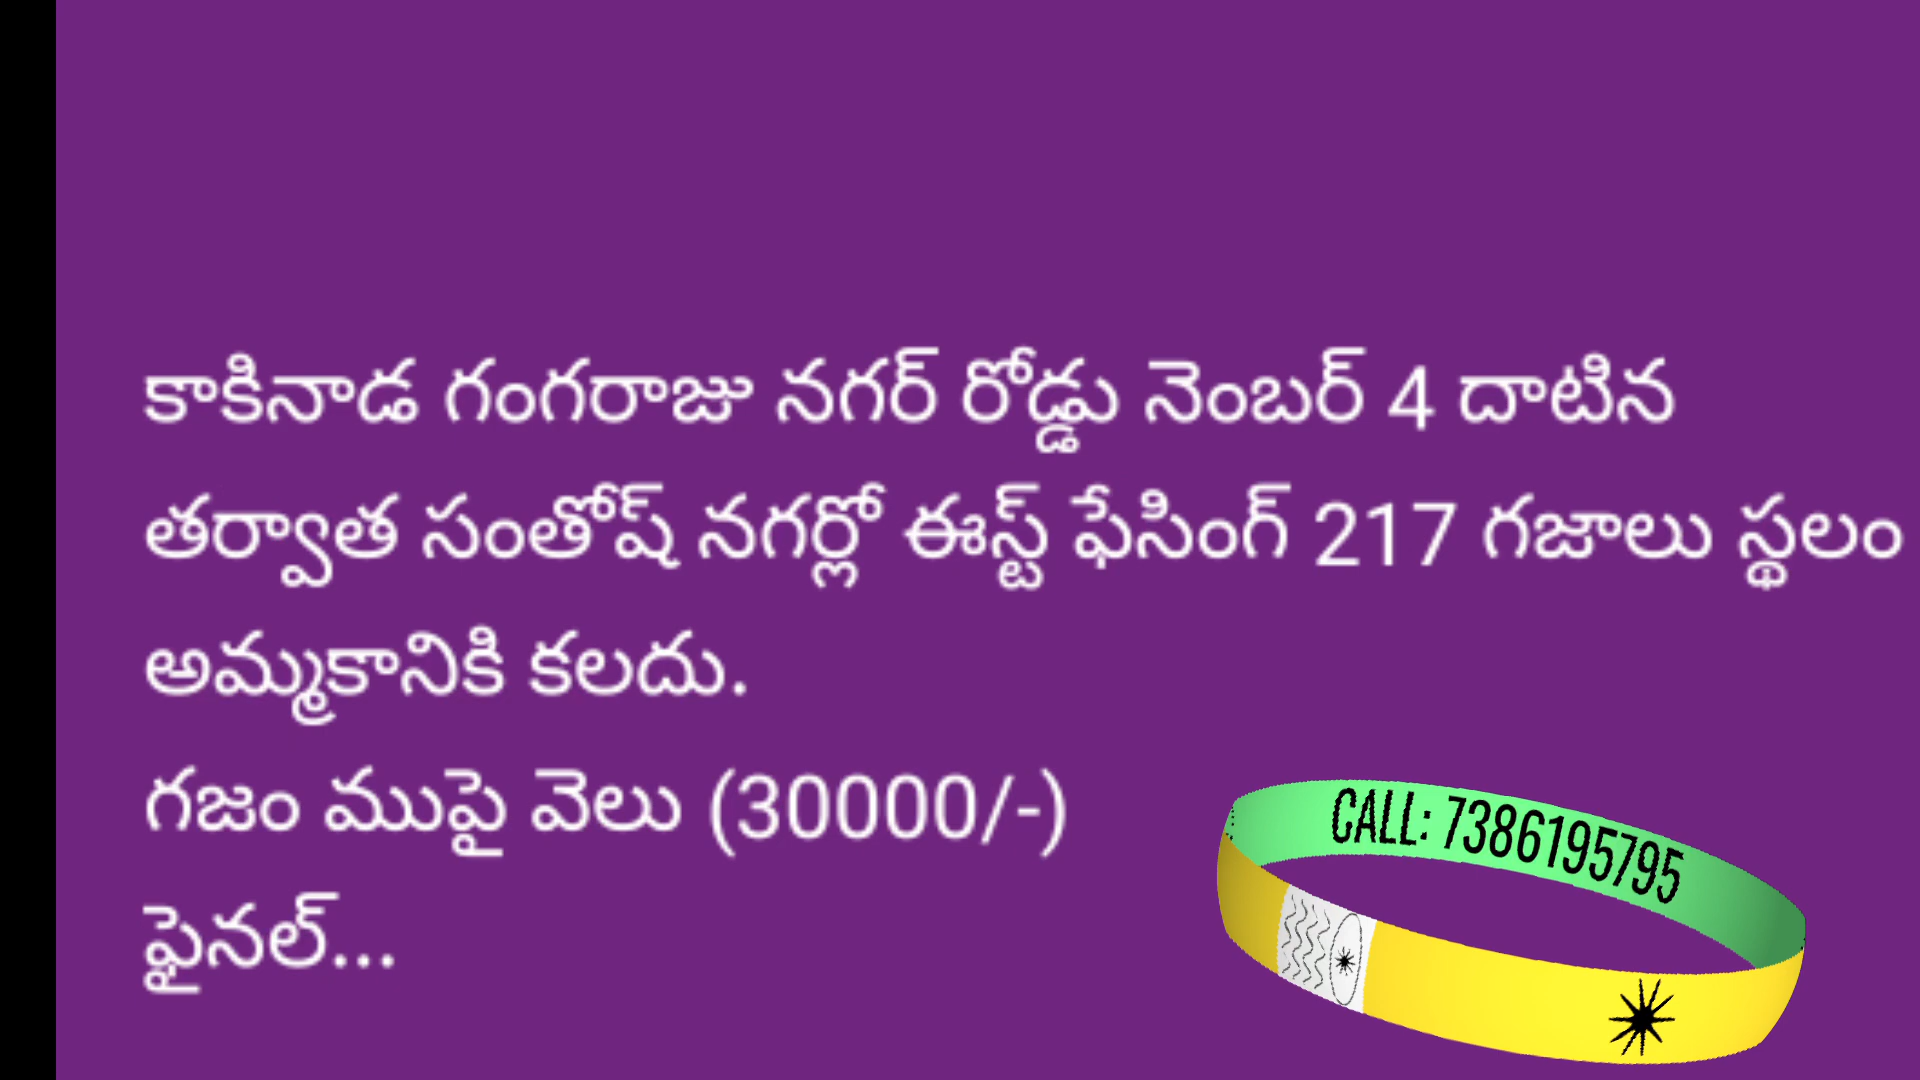 కాకినాడ గంగరాజు నగర్ రోడ్డు నెంబర్ 4 దాటిన
తర్వాత సంతోష్ నగర్లో ఈస్ట్ ఫేసింగ్ 217 గజాలు స్థలం
అమ్మకానికి కలదు.
గజం ముపై వెలు (30000/-)
ఫైనల్...
CALL: 7386195795